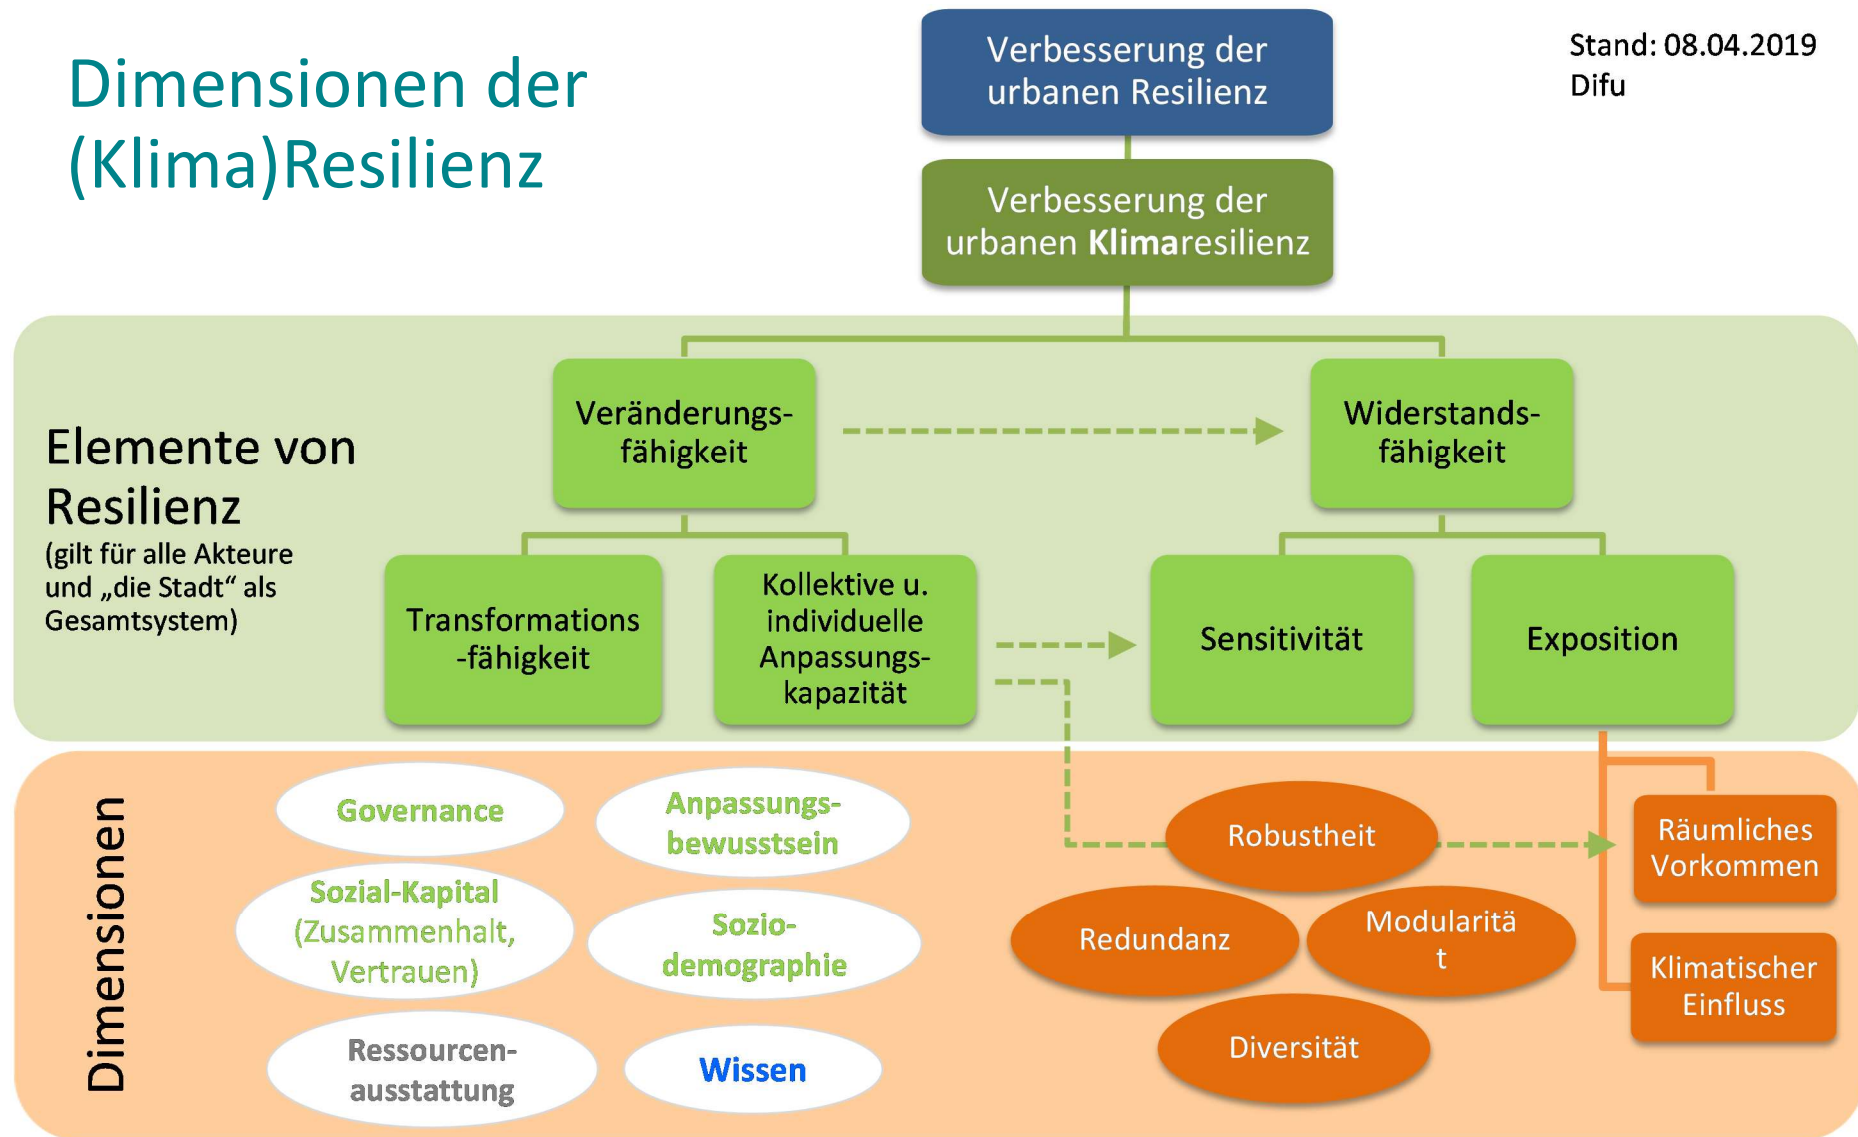 Dimensionen der
(Klima)Resilienz
Verbesserung der
urbanen Resilienz
Stand: 08.04.2019
Difu
Verbesserung der
urbanen Klimaresilienz
Elemente von
Resilienz
(gilt für alle Akteure
und „die Stadt“ als
Gesamtsystem)
Veränderungs-
fähigkeit
Widerstands-
fähigkeit
Transformations
-fähigkeit
Kollektive u.
individuelle
Anpassungs-
kapazität
Sensitivität
Exposition
Dimensionen
Governance
Anpassungs-
bewusstsein
Sozial-Kapital
(Zusammenhalt,
Vertrauen)
Sozio-
demographie
Ressourcen-
ausstattung
Wissen
Robustheit
Redundanz
Modularitä
t
Diversität
Räumliches
Vorkommen
Klimatischer
Einfluss